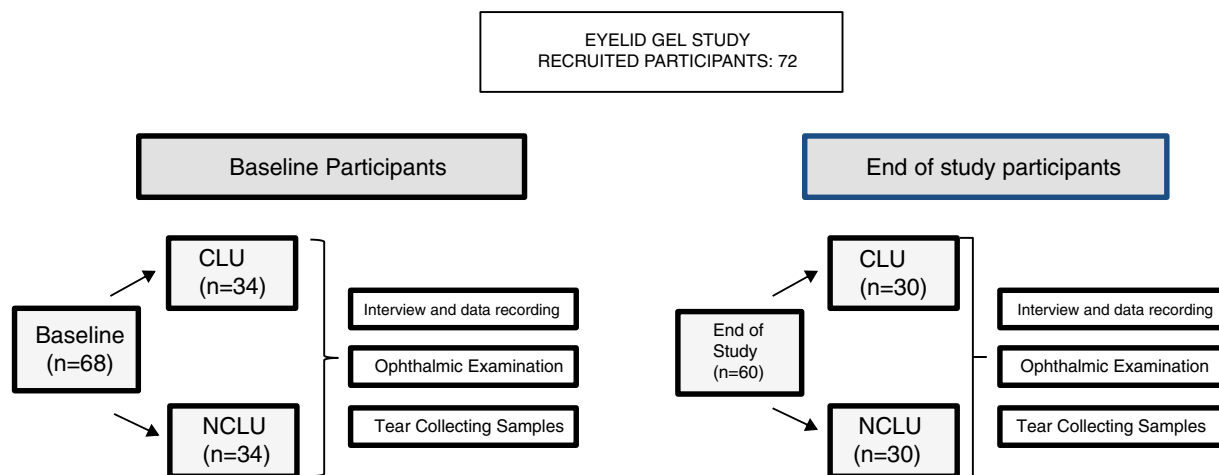 EYELID GEL STUDY
RECRUITED PARTICIPANTS: 72
Baseline Participants
Baseline
(n=68)
CLU
(n=34)
NCLU
(n=34)
Interview and data recording
Ophthalmic Examination
Tear Collecting Samples
End of study participants
End of
Study
(n=60)
CLU
(n=30)
NCLU
(n=30)
Interview and data recording
Ophthalmic Examination
Tear Collecting Samples